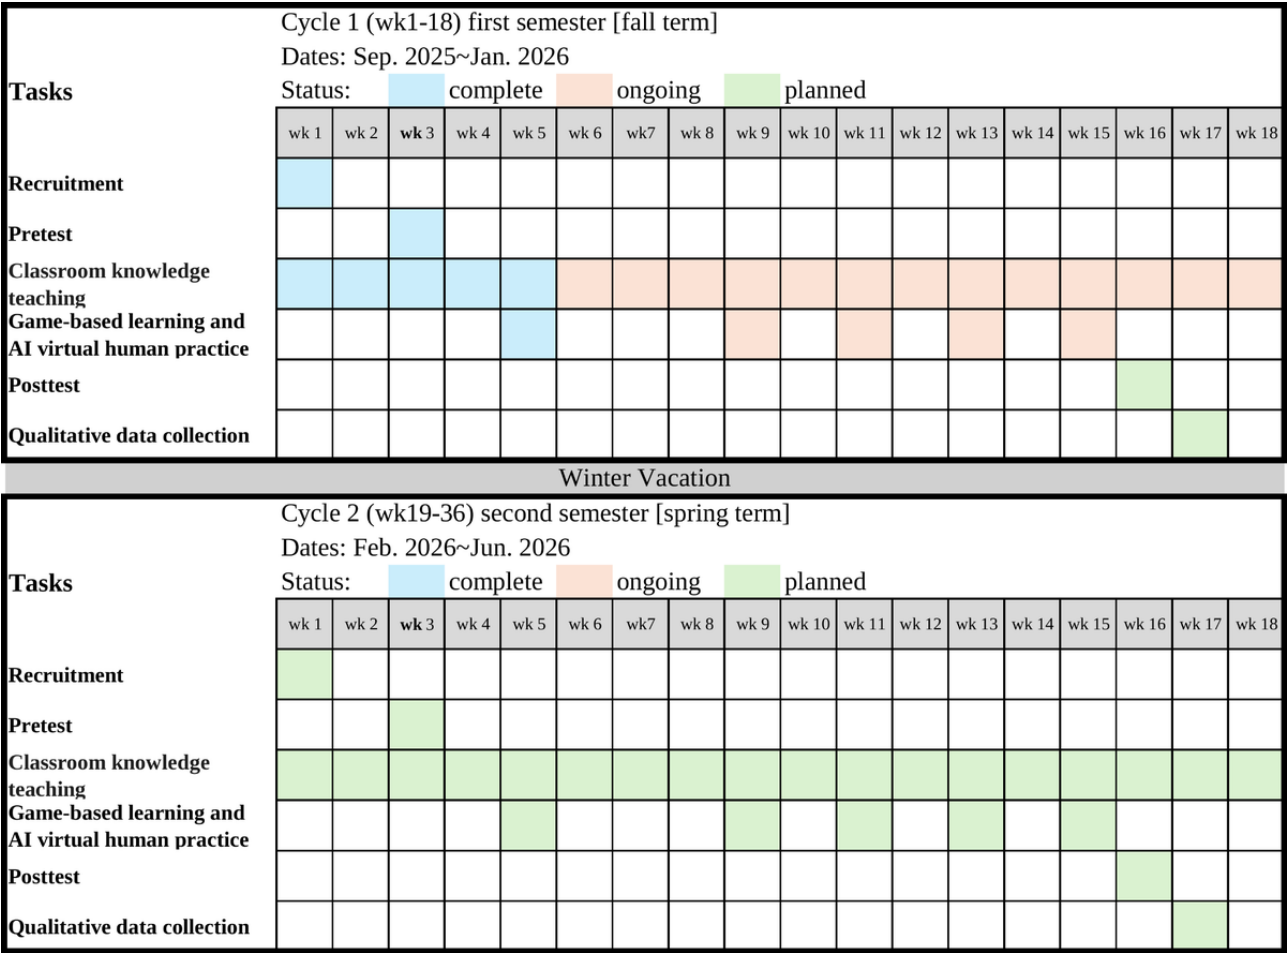 Cycle 1 (wk1-18) first semester [fall term]
Dates: Sep. 2025~Jan. 2026
Tasks
Status: complete ongoing planned
wk 1 wk 2 wk 3 wk 4 wk 5 wk 6 wk7 wk 8 wk 9 wk 10 wk 11 wk 12 wk 13 wk 14 wk 15 wk 16 wk 17 wk 18
Recruitment
Pretest
Classroom knowledge
teaching
Game-based learning and
AI virtual human practice
Posttest
Qualitative data collection
Winter Vacation
Cycle 2 (wk19-36) second semester [spring term]
Dates: Feb. 2026~Jun. 2026
Tasks
Status: complete ongoing planned
wk 1 wk 2 wk 3 wk 4 wk 5 wk 6 wk7 wk 8 wk 9 wk 10 wk 11 wk 12 wk 13 wk 14 wk 15 wk 16 wk 17 wk 18
Recruitment
Pretest
Classroom knowledge
teaching
Game-based learning and
AI virtual human practice
Posttest
Qualitative data collection